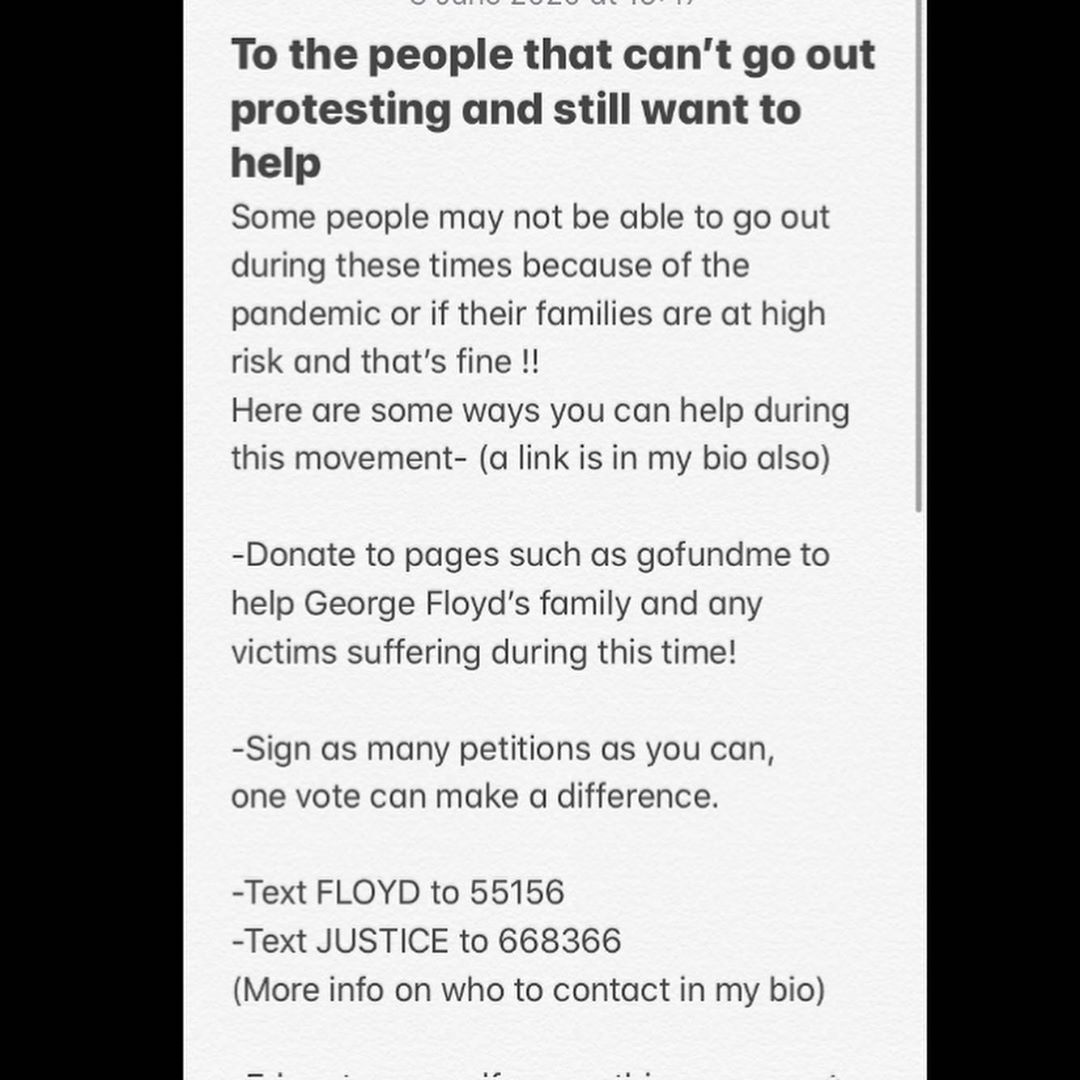 June 2020 at
To the people that can't go out
protesting and still want to
help
Some people may not be able to go out
during these times because of the
pandemic or if their families are at high
risk and that's fine !!
Here are some ways you can help during
this movement- (a link is in my bio also)
-Donate to pages such as gofundme to
help George Floyd's family and any
victims suffering during this time!
-Sign as many petitions as you can,
one vote can make a difference.
-Text FLOYD to 55156
-Text JUSTICE to 668366
(More info on who to contact in my bio)